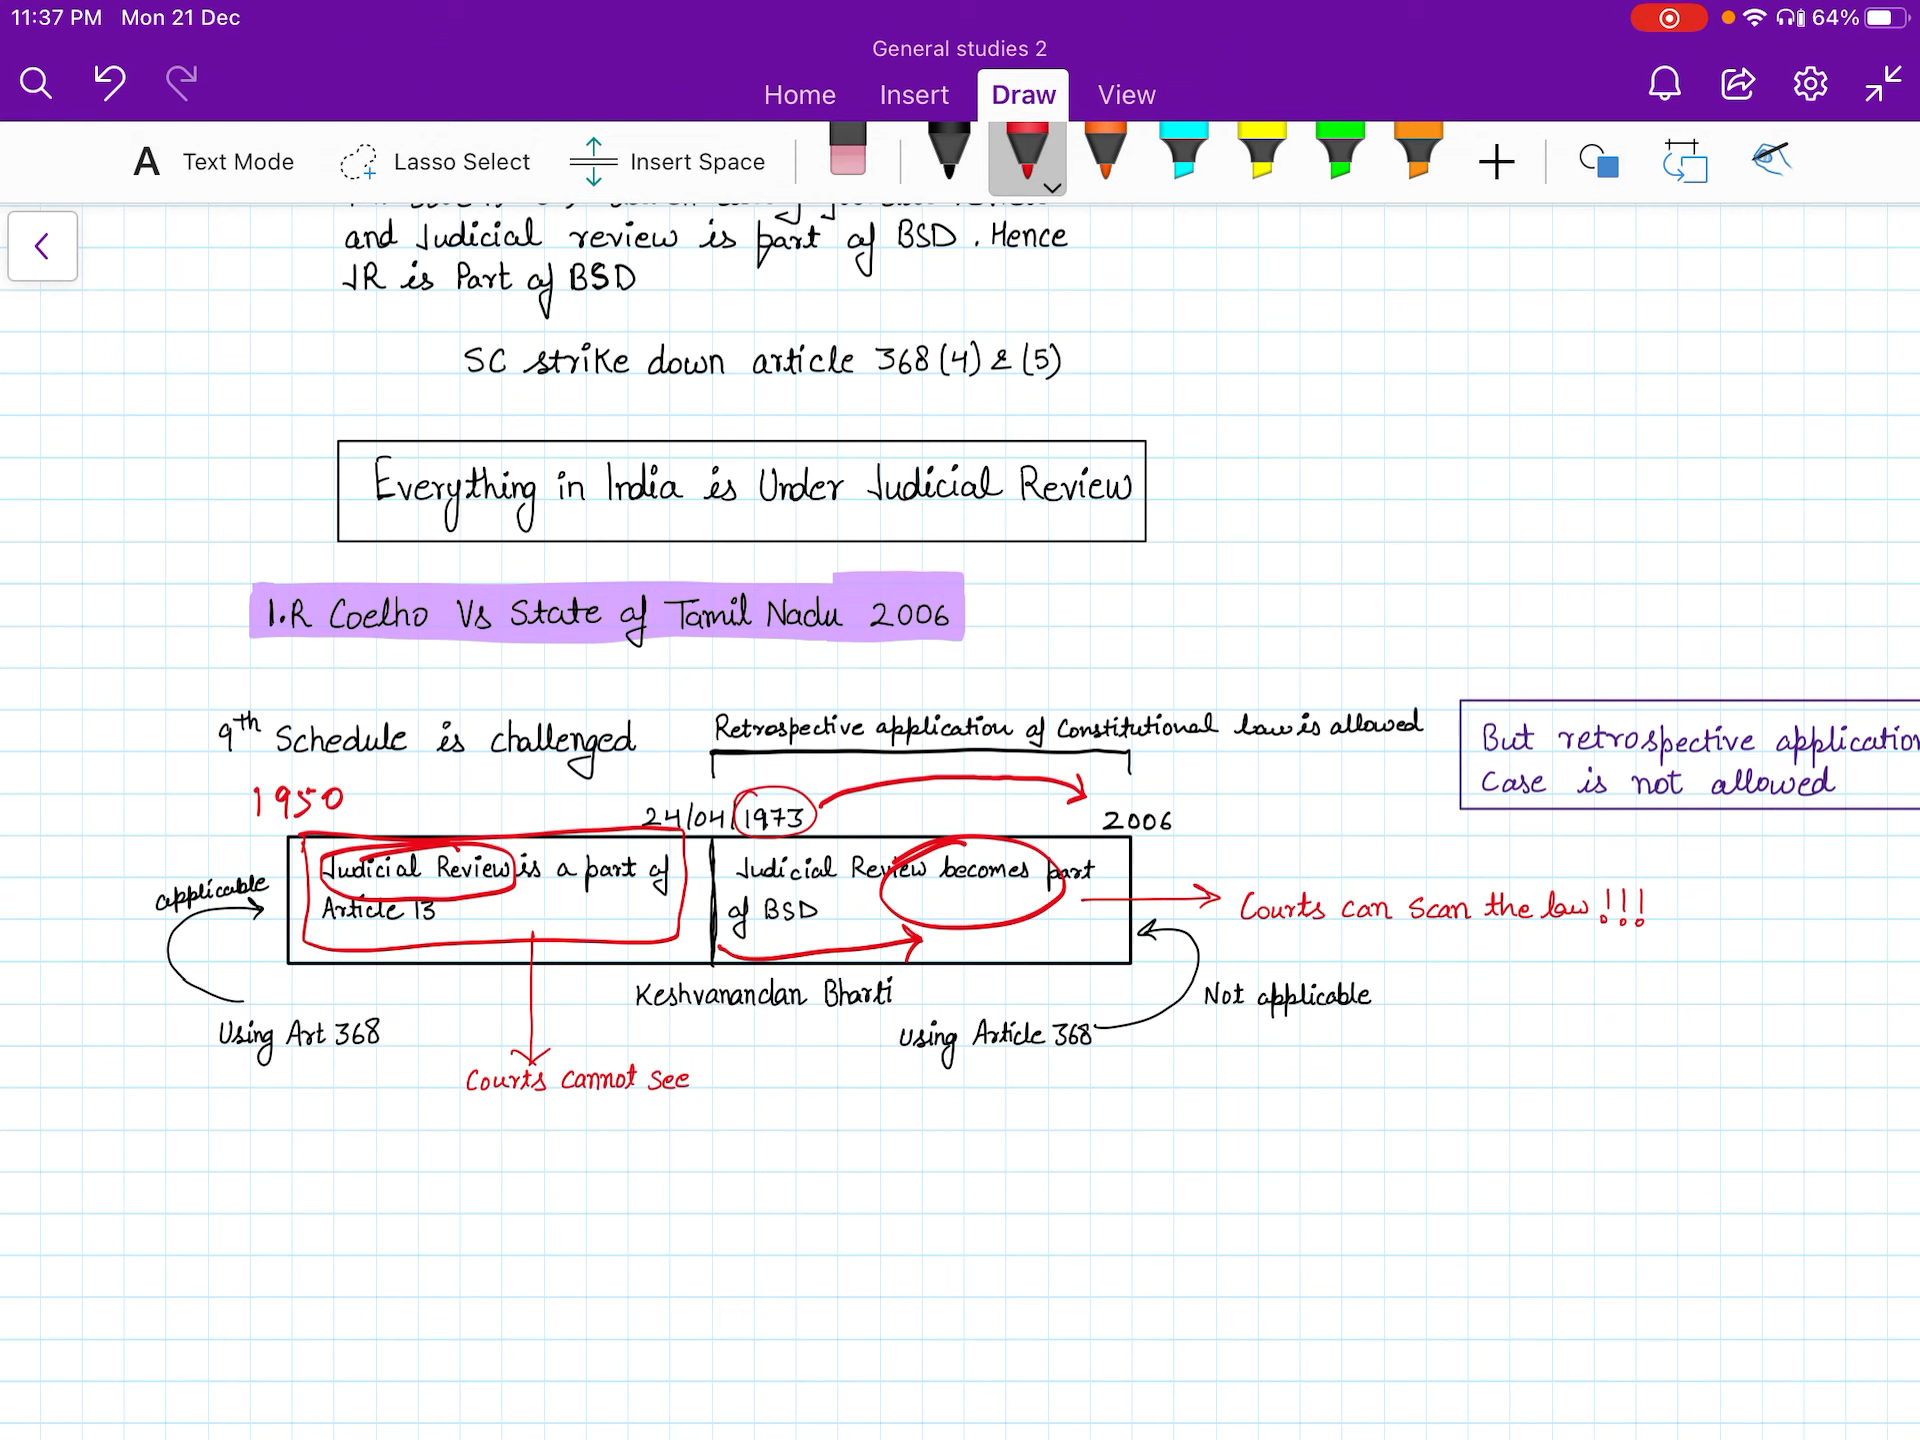 11:37 PM Mon 21 Dec
64%
General studies 2
Home Insert Draw View
A Text Mode Lasso Select Insert Space
and Judicial review is part of BSD. Hence
JR is Part of BSD
SC strike down article 368(4) & (5)
Everything in India is Under Judicial Review
I.R Coelho Vs State of Tamil Nadu 2006
9th Schedule is challenged
Retrospective application of Constitutional law is allowed
But retrospective applicatio
Case is not allowed
1950
24/04/1973
2006
applicable
Judicial Review is a part of
Article 13
Judicial Review becomes part
of BSD
Courts can scan the law!!!
Keshvanandan Bharti
Not applicable
Using Art 368
using Article 368
Courts cannot see